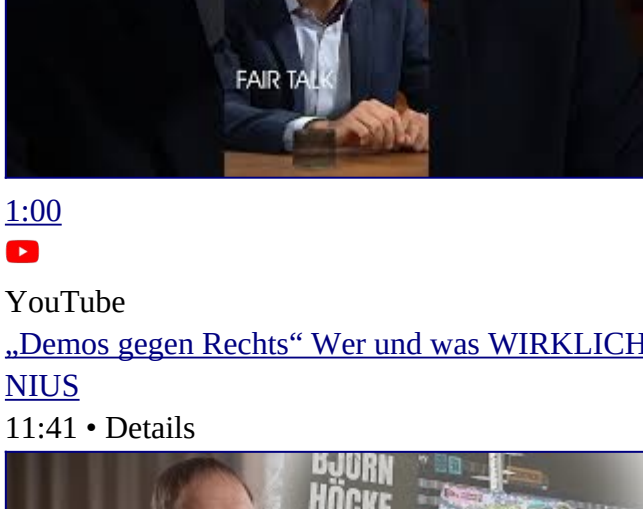 FAIR TALK
1:00
YouTube
„Demos gegen Rechts“ Wer und was WIRKLICH
NIUS
11:41 • Details
BJÖRN
HÖCKE